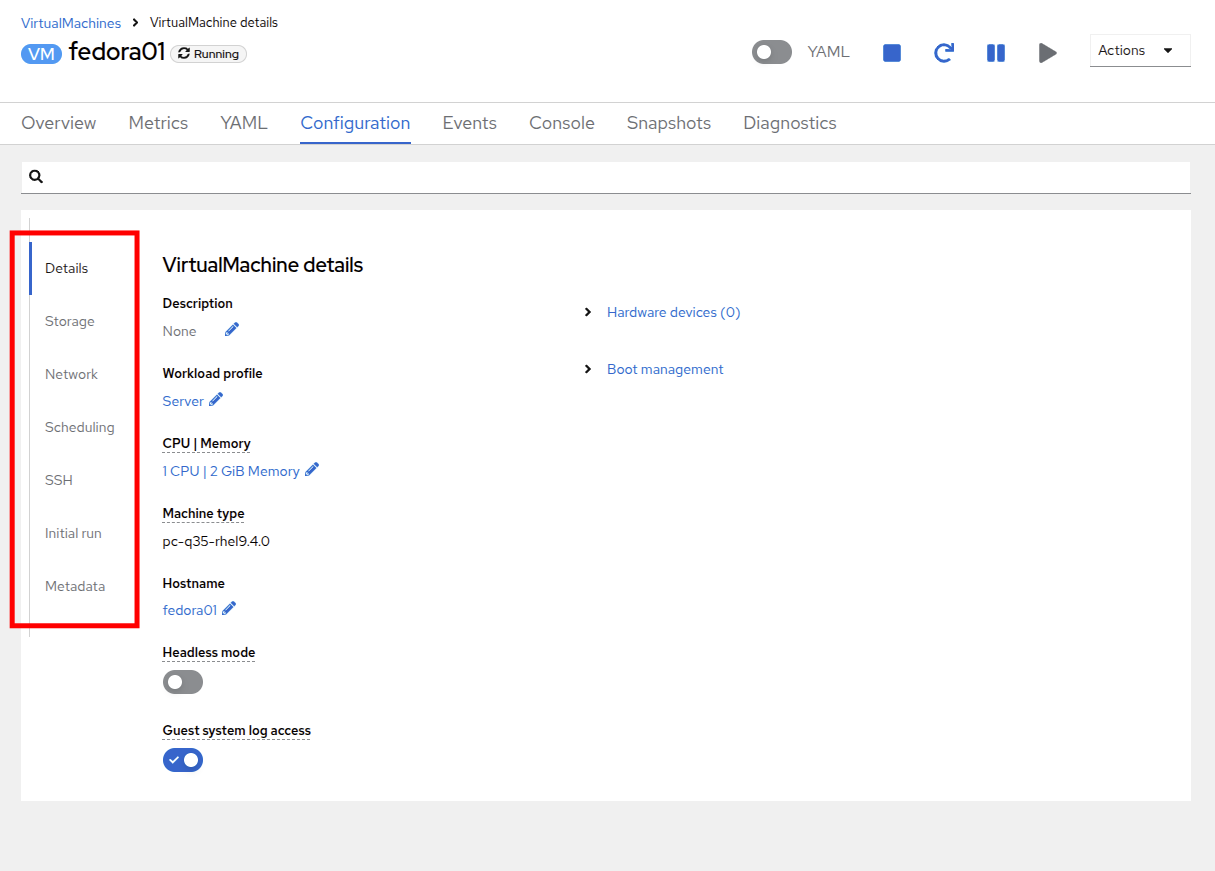 VirtualMachines > VirtualMachine details
VM fedora01 Running
YAML
Actions
Overview Metrics YAML Configuration Events Console Snapshots Diagnostics
Details
Storage
Network
Scheduling
SSH
Initial run
Metadata
VirtualMachine details
Description
None
Workload profile
Server
CPU | Memory
1 CPU | 2 GiB Memory
Machine type
pc-q35-rhel9.4.0
Hostname
fedora01
Headless mode
Guest system log access
Hardware devices (0)
Boot management